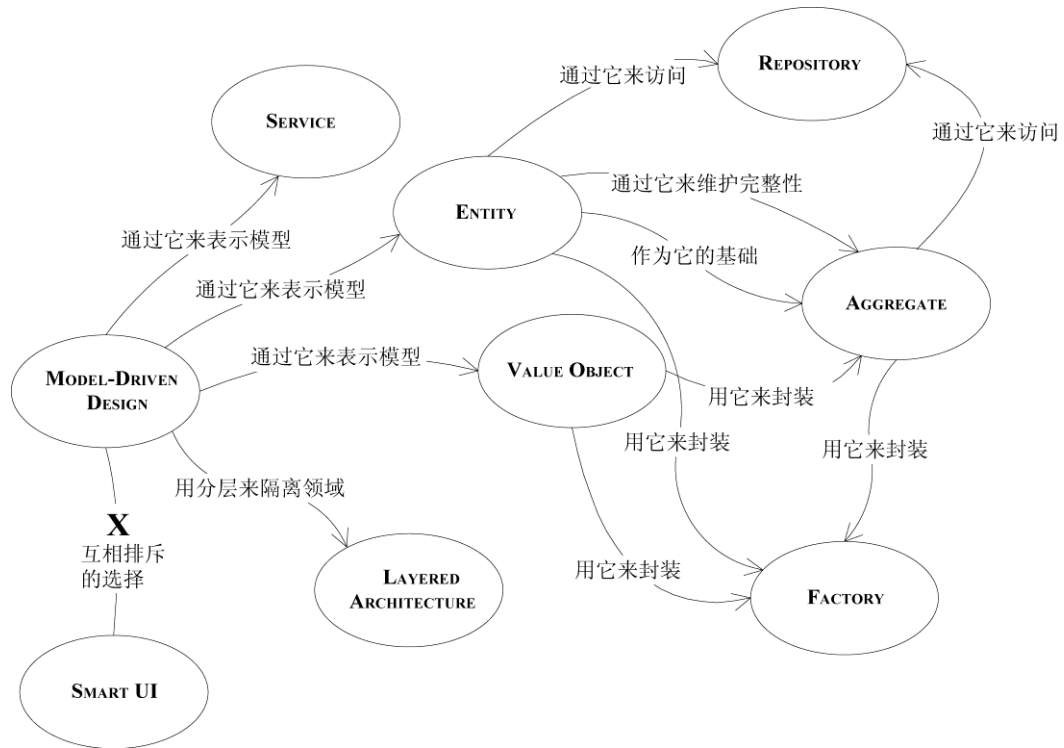 REPOSITORY
通过它来访问
SERVICE
通过它来访问
ENTITY
通过它来维护完整性
通过它来表示模型
作为它的基础
通过它来表示模型
AGGREGATE
通过它来表示模型
VALUE OBJECT
MODEL-DRIVEN
DESIGN
用它来封装
用它来封装
用它来封装
用分层来隔离领域
X
互相排斥
的选择
用它来封装
LAYERED
ARCHITECTURE
FACTORY
SMART UI